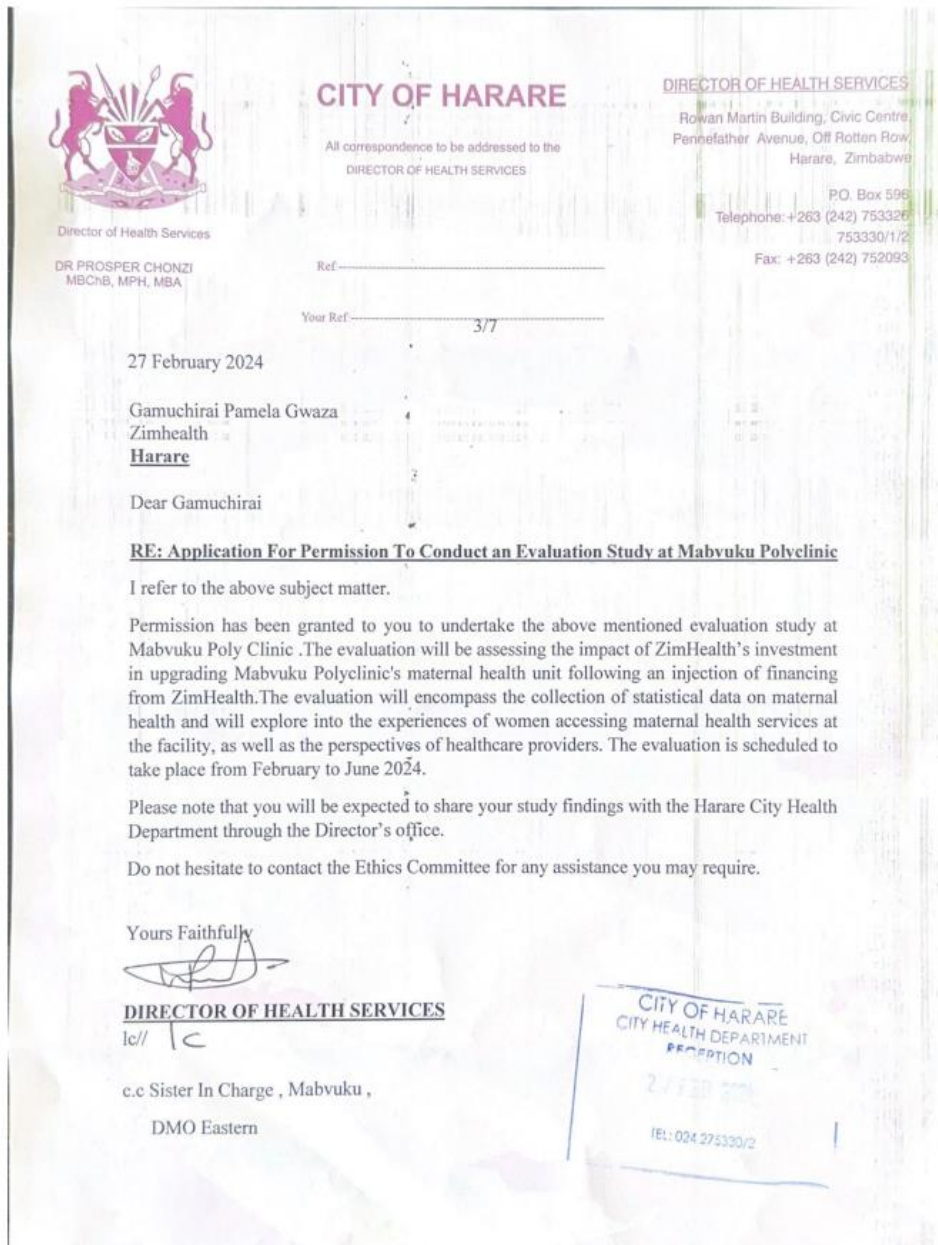 CITY OF HARARE
All correspondence to be addressed to the
DIRECTOR OF HEALTH SERVICES
DIRECTOR OF HEALTH SERVICES
Rowan Martin Building, Civic Centre,
Pennefather Avenue, Off Rotten Row,
Harare, Zimbabwe
P.O. Box 596
Telephone: +263 (242) 753326
753330/1/2
Fax: +263 (242) 752093
Director of Health Services
DR PROSPER CHONZI
MBChB, MPH, MBA
Ref:
Your Ref:
3/7
27 February 2024
Gamuchirai Pamela Gwaza
Zimhealth
Harare
Dear Gamuchirai
RE: Application For Permission To Conduct an Evaluation Study at Mabvuku Polyclinic
I refer to the above subject matter.
Permission has been granted to you to undertake the above mentioned evaluation study at
Mabvuku Poly Clinic .The evaluation will be assessing the impact of ZimHealth's investment
in upgrading Mabvuku Polyclinic's maternal health unit following an injection of financing
from ZimHealth.The evaluation will encompass the collection of statistical data on maternal
health and will explore into the experiences of women accessing maternal health services at
the facility, as well as the perspectives of healthcare providers. The evaluation is scheduled to
take place from February to June 2024.
Please note that you will be expected to share your study findings with the Harare City Health
Department through the Director's office.
Do not hesitate to contact the Ethics Committee for any assistance you may require.
Yours Faithfully
DIRECTOR OF HEALTH SERVICES
lc// lc
c.c Sister In Charge , Mabvuku ,
DMO Eastern
CITY OF HARARE
CITY HEALTH DEPARTMENT
RECEPTION
TEL: 024 275330/2